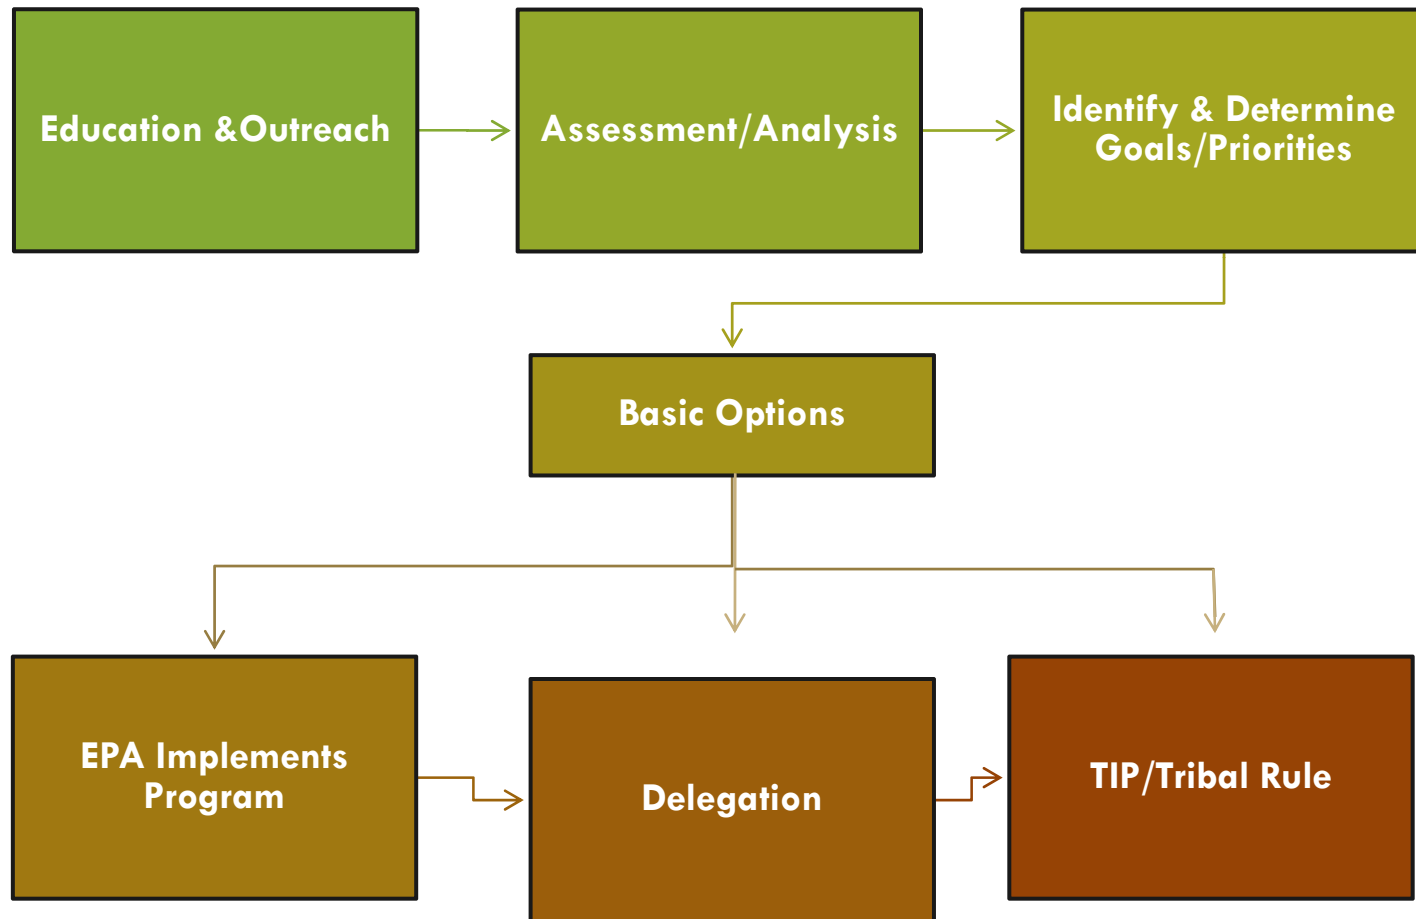 Education &Outreach
Assessment/Analysis
Identify & Determine
Goals/Priorities
Basic Options
EPA Implements
Program
Delegation
TIP/Tribal Rule